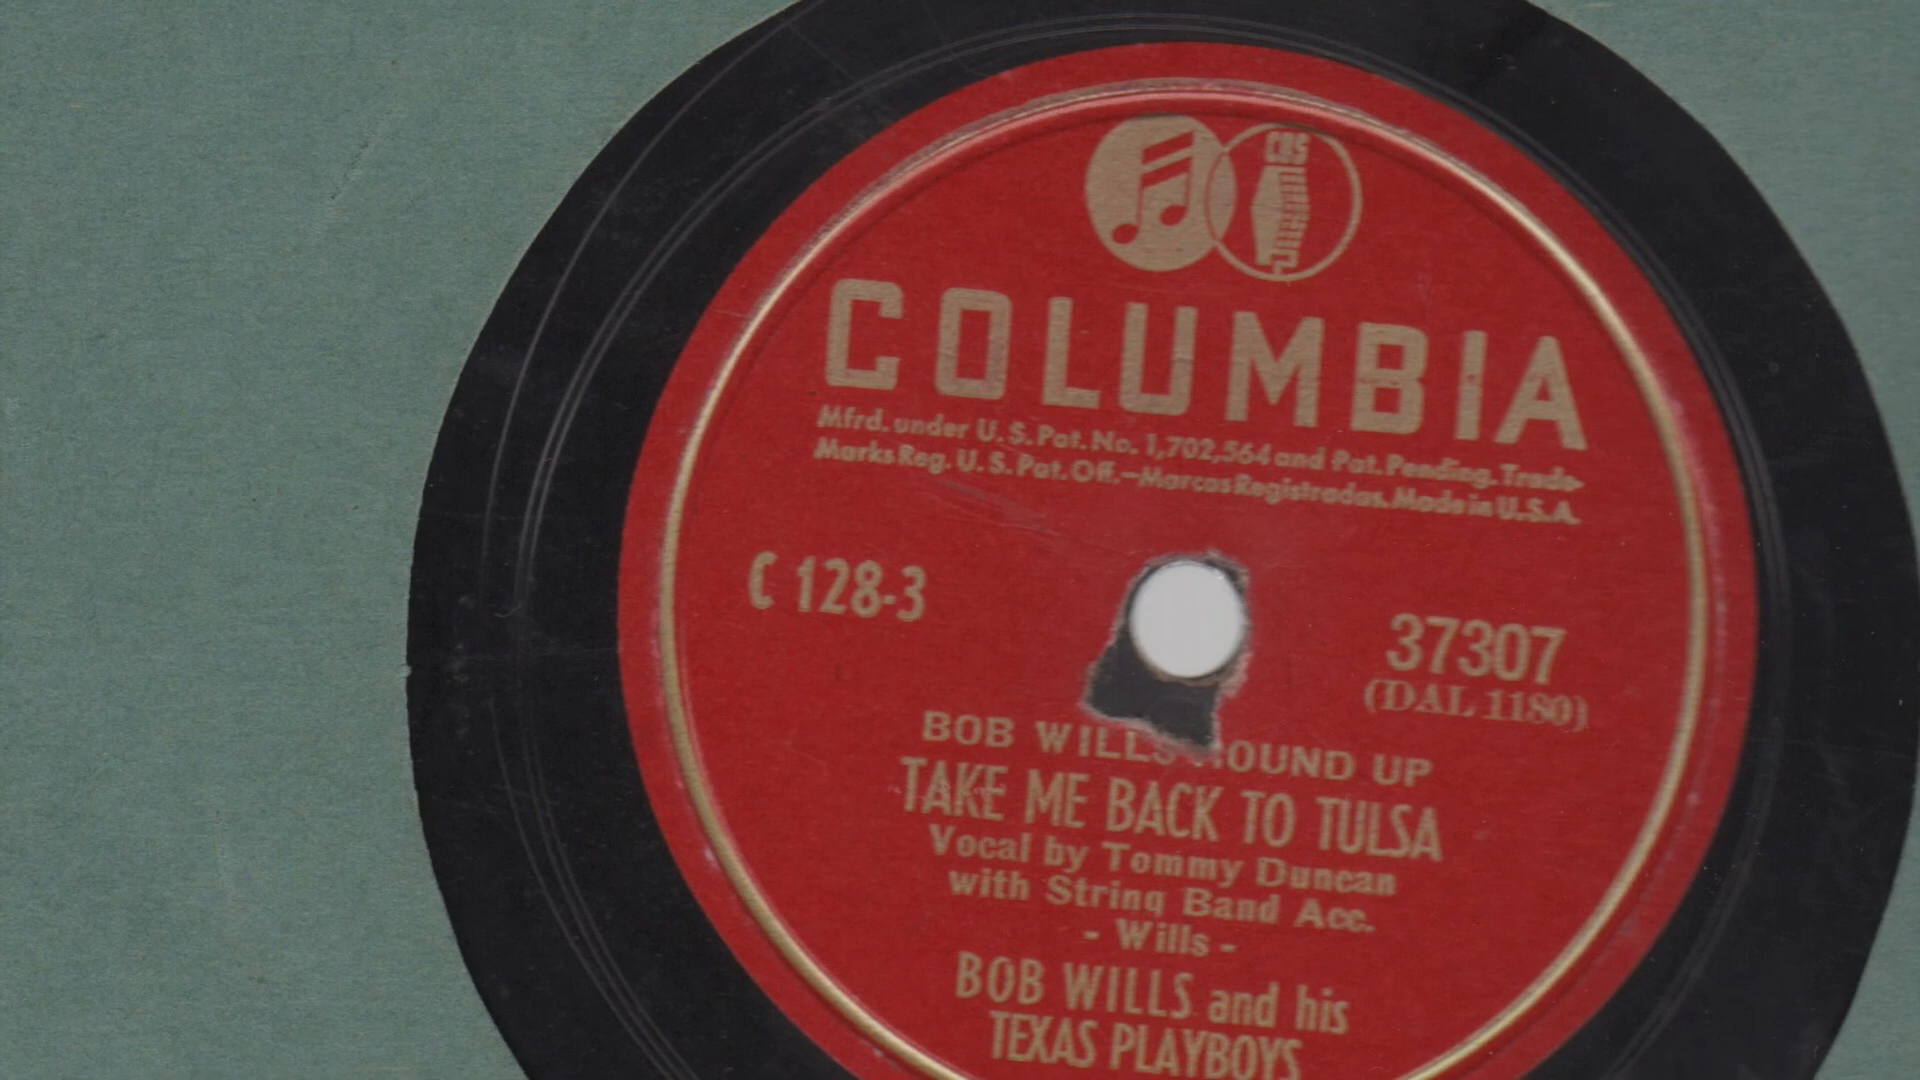 CBS
COLUMBIA
Mfrd. under U. S. Pat. No. 1,702,564 and Pat. Pending. Trade-
Marks Reg. U. S. Pat. Off.—Marcas Registradas. Made in U.S.A.
C 128-3
37307
(DAL 1180)
BOB WILLS OUND UP
TAKE ME BACK TO TULSA
Vocal by Tommy Duncan
with String Band Acc.
- Wills -
BOB WILLS and his
TEXAS PLAYBOYS